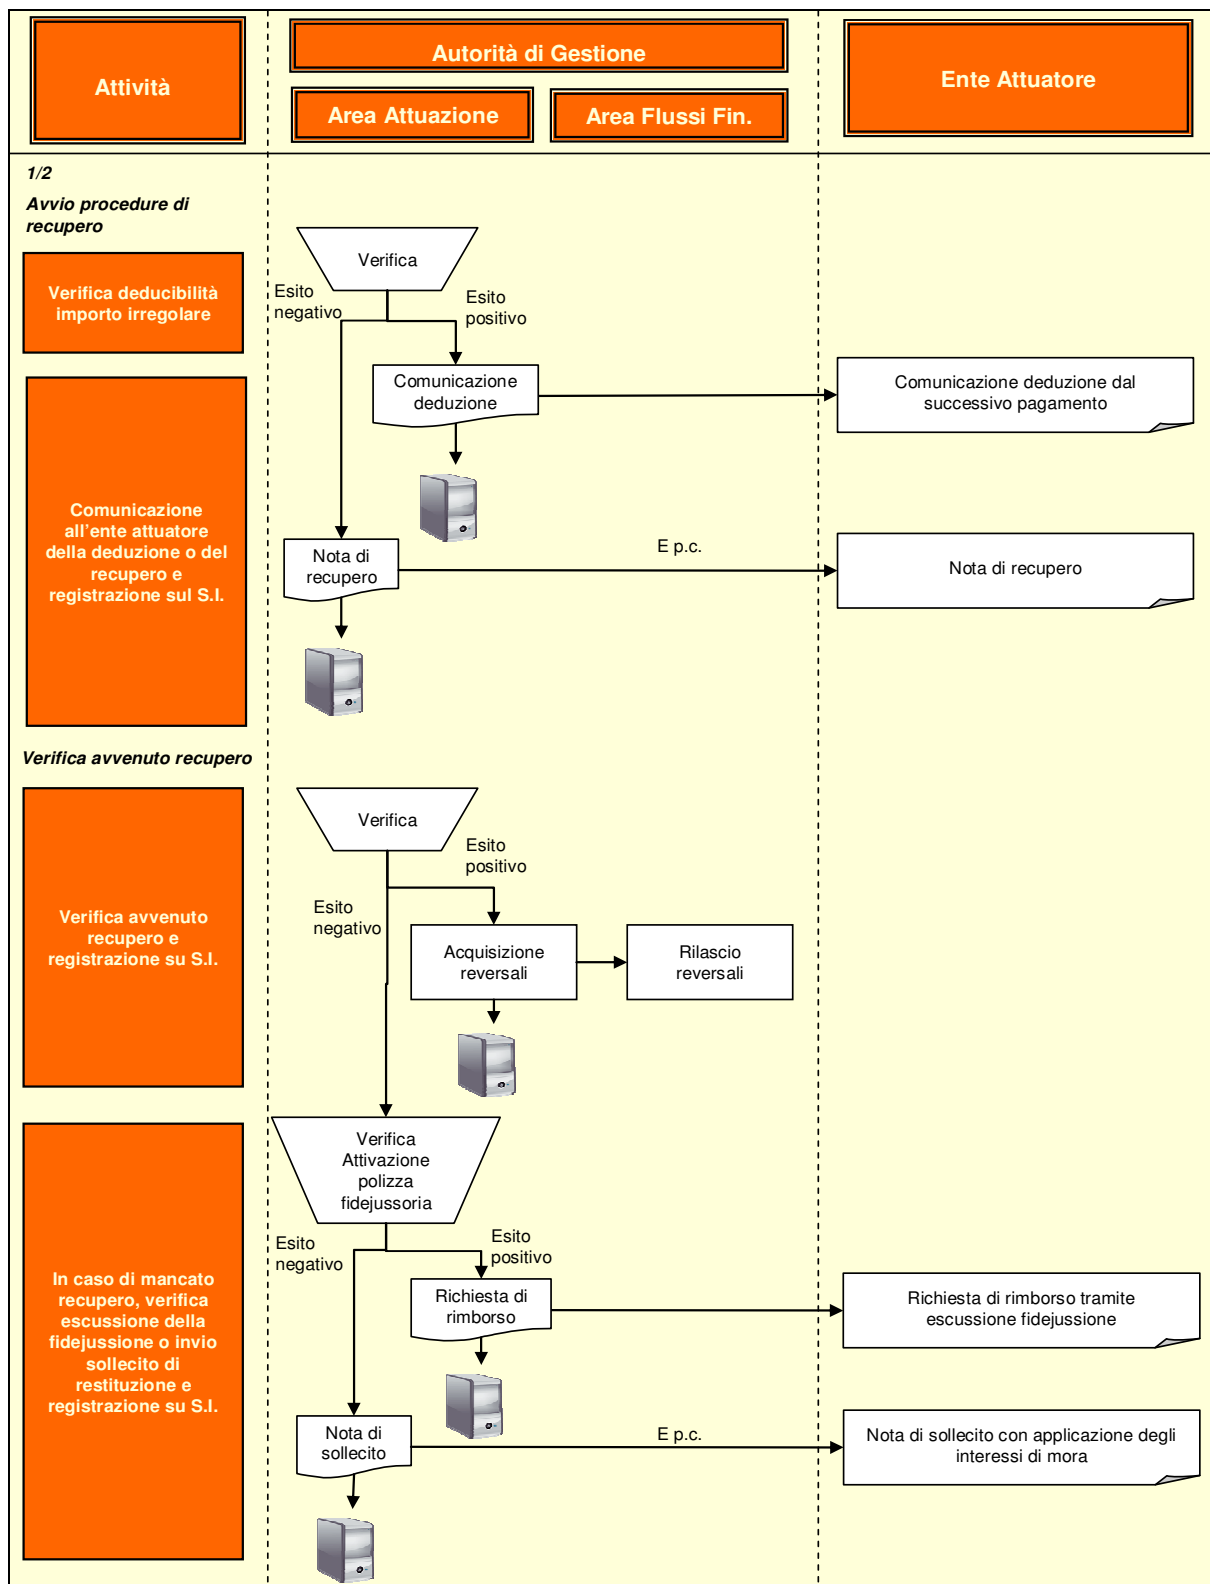 Attività
Autorità di Gestione
Area Attuazione
Area Flussi Fin.
Ente Attuatore
1/2
Avvio procedure di
recupero
Verifica deducibilità
importo irregolare
Verifica
Esito
negativo
Esito
positivo
Comunicazione
deduzione
Comunicazione deduzione dal
successivo pagamento
Comunicazione
all'ente attuatore
della deduzione o del
recupero e
registrazione sul S.I.
Nota di
recupero
E p.c.
Nota di recupero
Verifica avvenuto recupero
Verifica
Esito
positivo
Esito
negativo
Verifica avvenuto
recupero e
registrazione su S.I.
Acquisizione
reversali
Rilascio
reversali
Verifica
Attivazione
polizza
fidejussoria
Esito
negativo
Esito
positivo
In caso di mancato
recupero, verifica
escussione della
fidejussione o invio
sollecito di
restituzione e
registrazione su S.I.
Richiesta di
rimborso
Richiesta di rimborso tramite
escussione fidejussione
Nota di
sollecito
E p.c.
Nota di sollecito con applicazione degli
interessi di mora